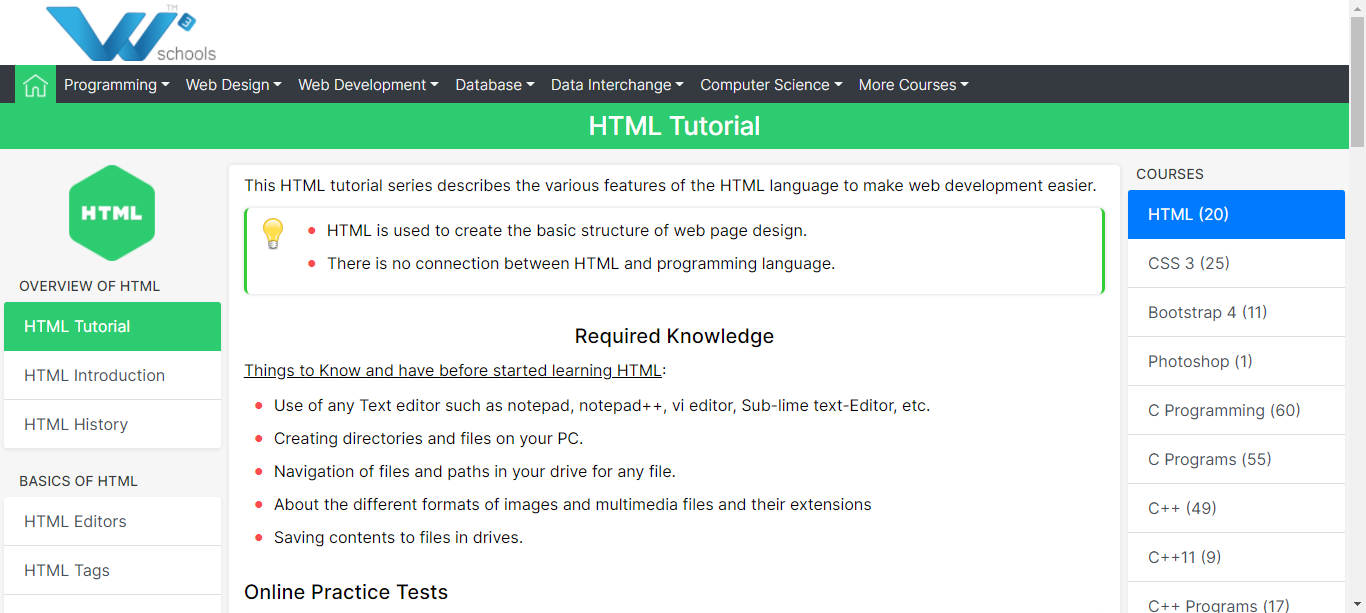 TM
W3
schools
Programming Web Design Web Development Database Data Interchange Computer Science More Courses
HTML Tutorial
HTML
OVERVIEW OF HTML
HTML Tutorial
HTML Introduction
HTML History
BASICS OF HTML
HTML Editors
HTML Tags
This HTML tutorial series describes the various features of the HTML language to make web development easier.
HTML is used to create the basic structure of web page design.
There is no connection between HTML and programming language.
Required Knowledge
Things to Know and have before started learning HTML:
Use of any Text editor such as notepad, notepad++, vi editor, Sub-lime text-Editor, etc.
Creating directories and files on your PC.
Navigation of files and paths in your drive for any file.
About the different formats of images and multimedia files and their extensions
Saving contents to files in drives.
Online Practice Tests
COURSES
HTML (20)
CSS 3 (25)
Bootstrap 4 (11)
Photoshop (1)
C Programming (60)
C Programs (55)
C++ (49)
C++11 (9)
C++ Programs (17)